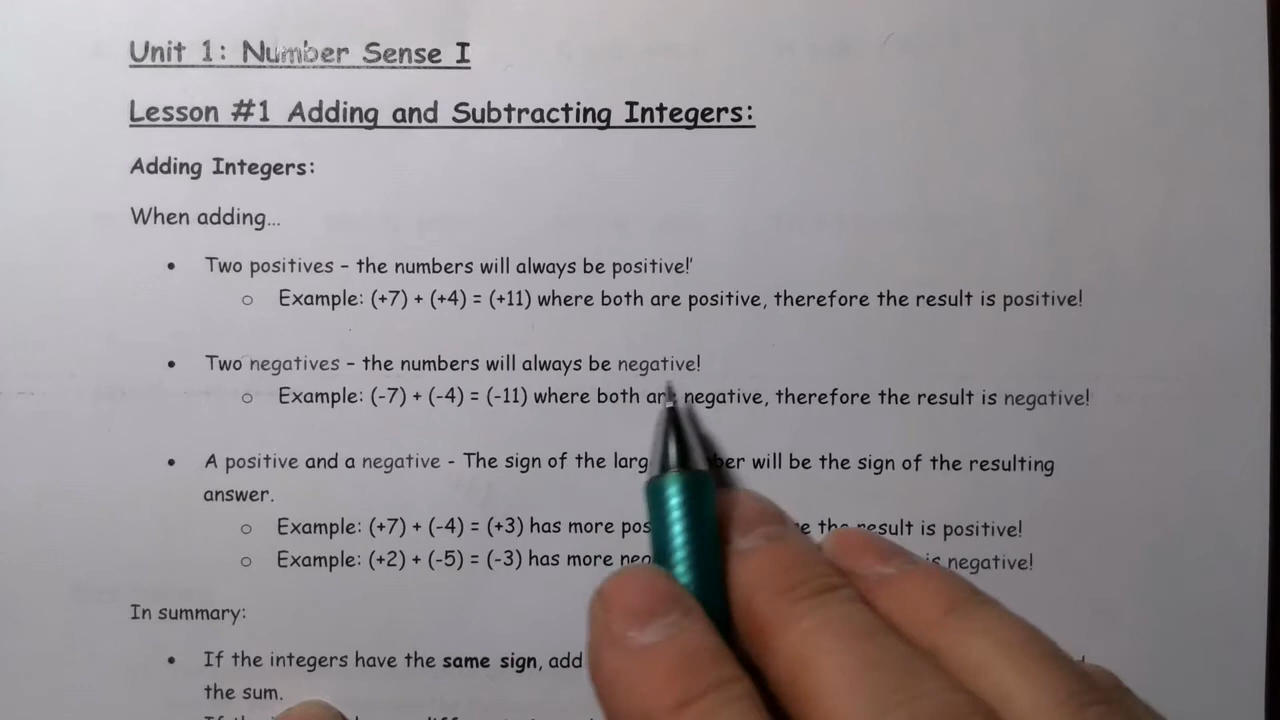 Unit 1: Number Sense I
Lesson #1 Adding and Subtracting Integers:
Adding Integers:
When adding…
• Two positives – the numbers will always be positive!'
o Example: (+7) + (+4) = (+11) where both are positive, therefore the result is positive!
• Two negatives – the numbers will always be negative!
o Example: (-7) + (-4) = (-11) where both are negative, therefore the result is negative!
• A positive and a negative - The sign of the will be the sign of the resulting
answer.
o Example: (+7) + (-4) = (+3) has more the result is positive!
o Example: (+2) + (-5) = (-3) has more is negative!
In summary:
• If the integers have the same sign, add
the sum.